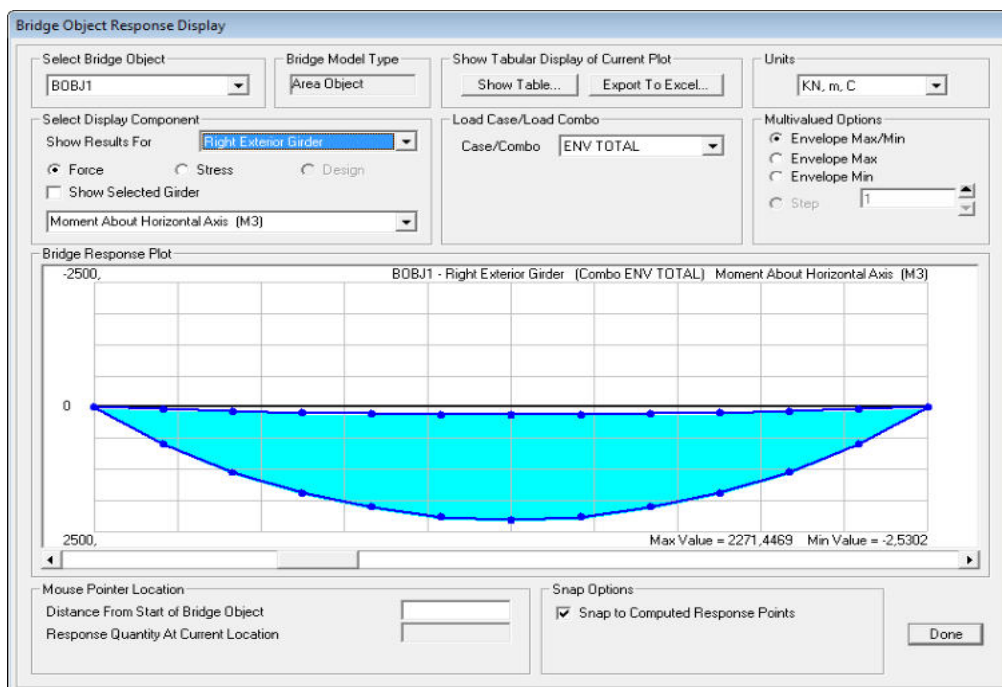 Bridge Object Response Display
Select Bridge Object
BOBJ1
Bridge Model Type
Area Object
Show Tabular Display of Current Plot
Show Table...
Export To Excel...
Units
KN, m, C
Select Display Component
Show Results For
Right Exterior Girder
Force
Stress
Design
Show Selected Girder
Moment About Horizontal Axis (M3)
Load Case/Load Combo
Case/Combo
ENV TOTAL
Multivalued Options
Envelope Max/Min
Envelope Max
Envelope Min
Step
1
Bridge Response Plot
-2500,
BOBJ1 - Right Exterior Girder (Combo ENV TOTAL) Moment About Horizontal Axis (M3)
0
2500,
Max Value = 2271,4469 Min Value = -2,5302
Mouse Pointer Location
Distance From Start of Bridge Object
Response Quantity At Current Location
Snap Options
Snap to Computed Response Points
Done